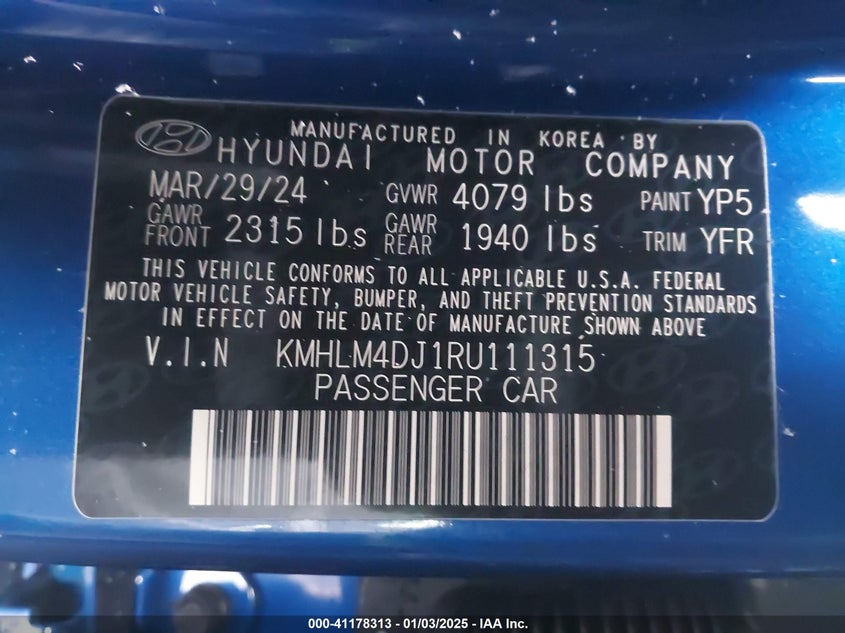 MANUFACTURED IN KOREA BY
HYUNDAI MOTOR COMPANY
MAR/29/24 GVWR 4079 lbs PAINT YP5
GAWR FRONT 2315 lbs GAWR REAR 1940 lbs TRIM YFR
THIS VEHICLE CONFORMS TO ALL APPLICABLE U.S.A. FEDERAL
MOTOR VEHICLE SAFETY, BUMPER, AND THEFT PREVENTION STANDARDS
IN EFFECT ON THE DATE OF MANUFACTURE SHOWN ABOVE
V.I.N KMHLM4DJ1RU111315
PASSENGER CAR
000-41178313 - 01/03/2025 - IAA Inc.